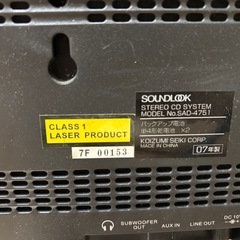 SOUNDLOOK
STEREO CD SYSTEM
MODEL No.SAD-4751
バックアップ電池
単4形乾電池 ×2
KOIZUMI SEIKI CORP.
MADE IN CHINA
07年製
CLASS 1
LASER PRODUCT
7F 00153
SUBWOOFER
OUT
AUX IN
LINE OUT